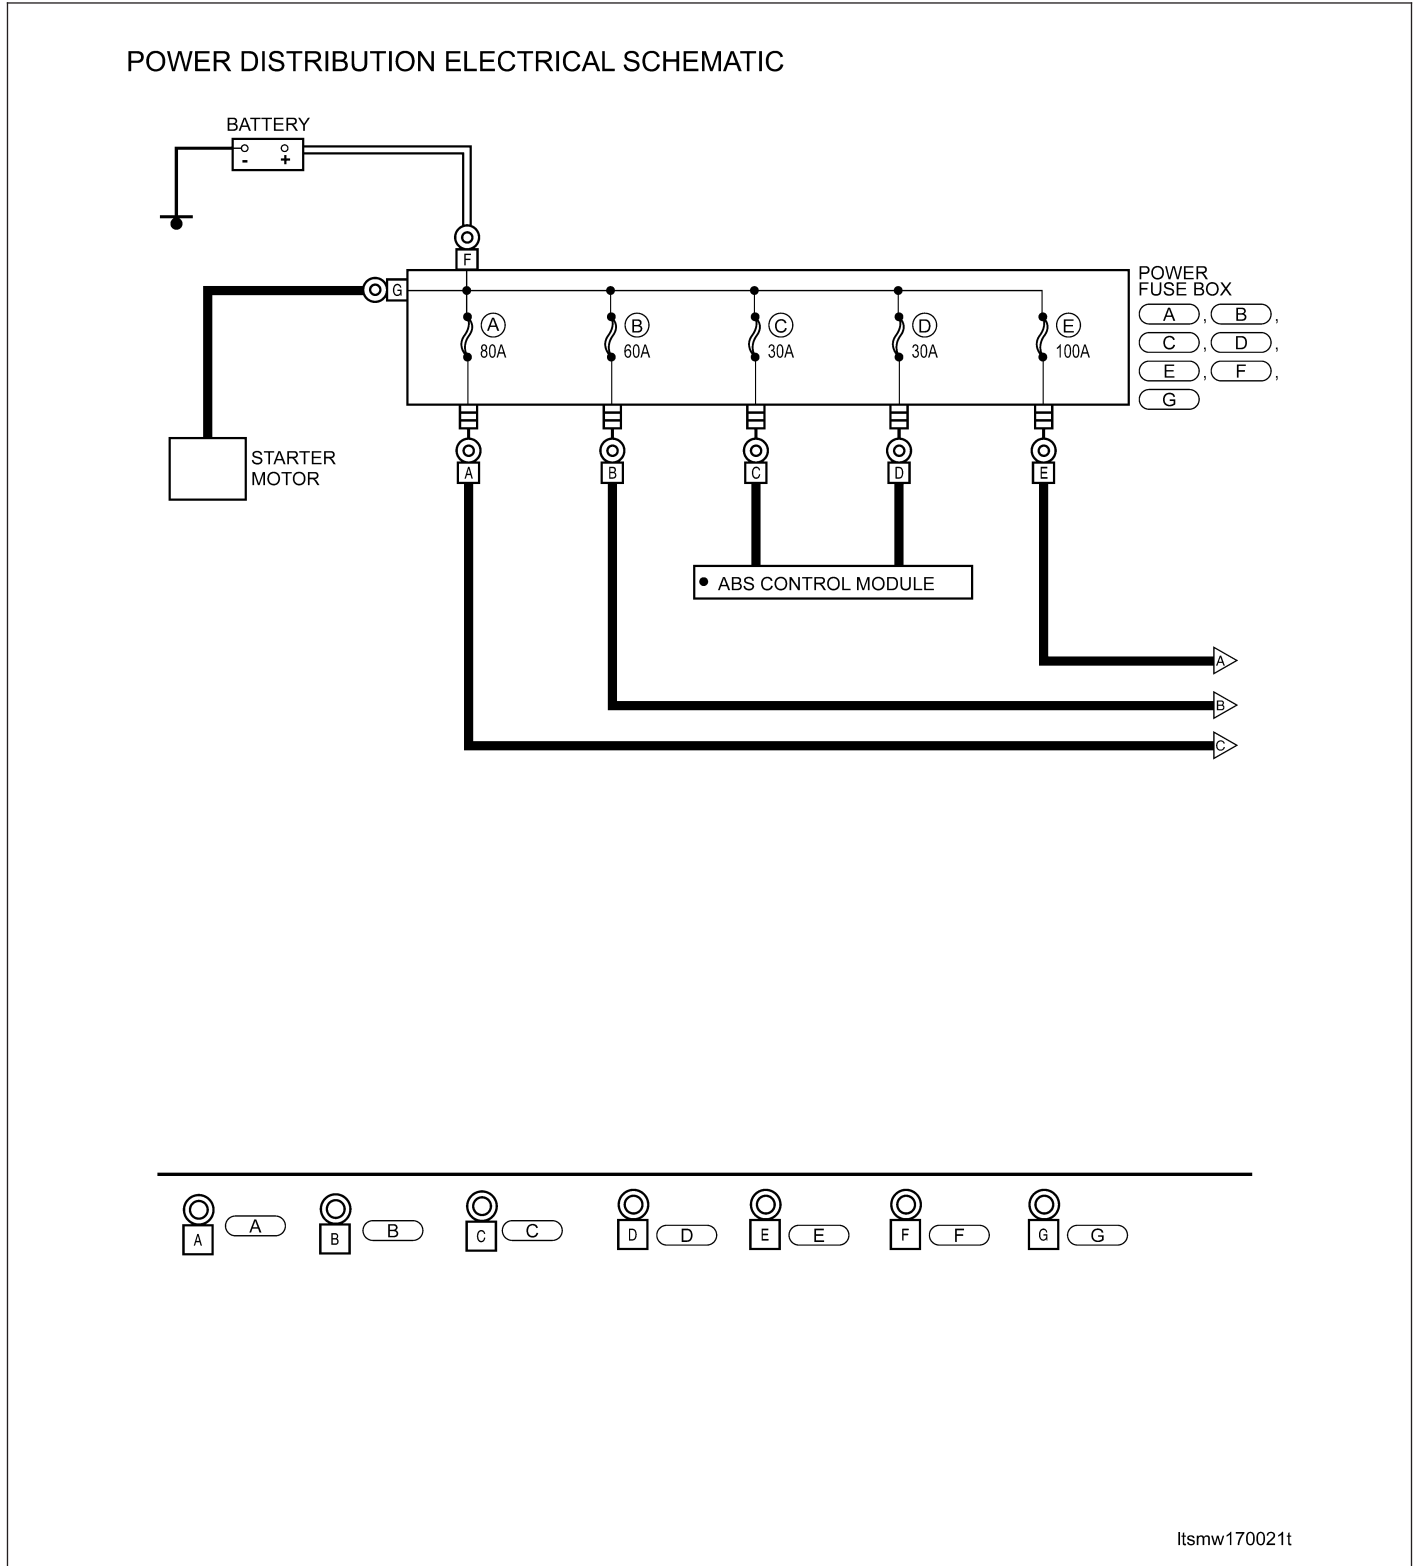 POWER DISTRIBUTION ELECTRICAL SCHEMATIC
BATTERY
- +
F
G
POWER
FUSE BOX
A , B ,
C , D ,
E , F ,
G
A B C D E
80A 60A 30A 30A 100A
STARTER
MOTOR
A B C D E
• ABS CONTROL MODULE
A
B
C
A A B B C C D D E E F F G G
ltsmw170021t